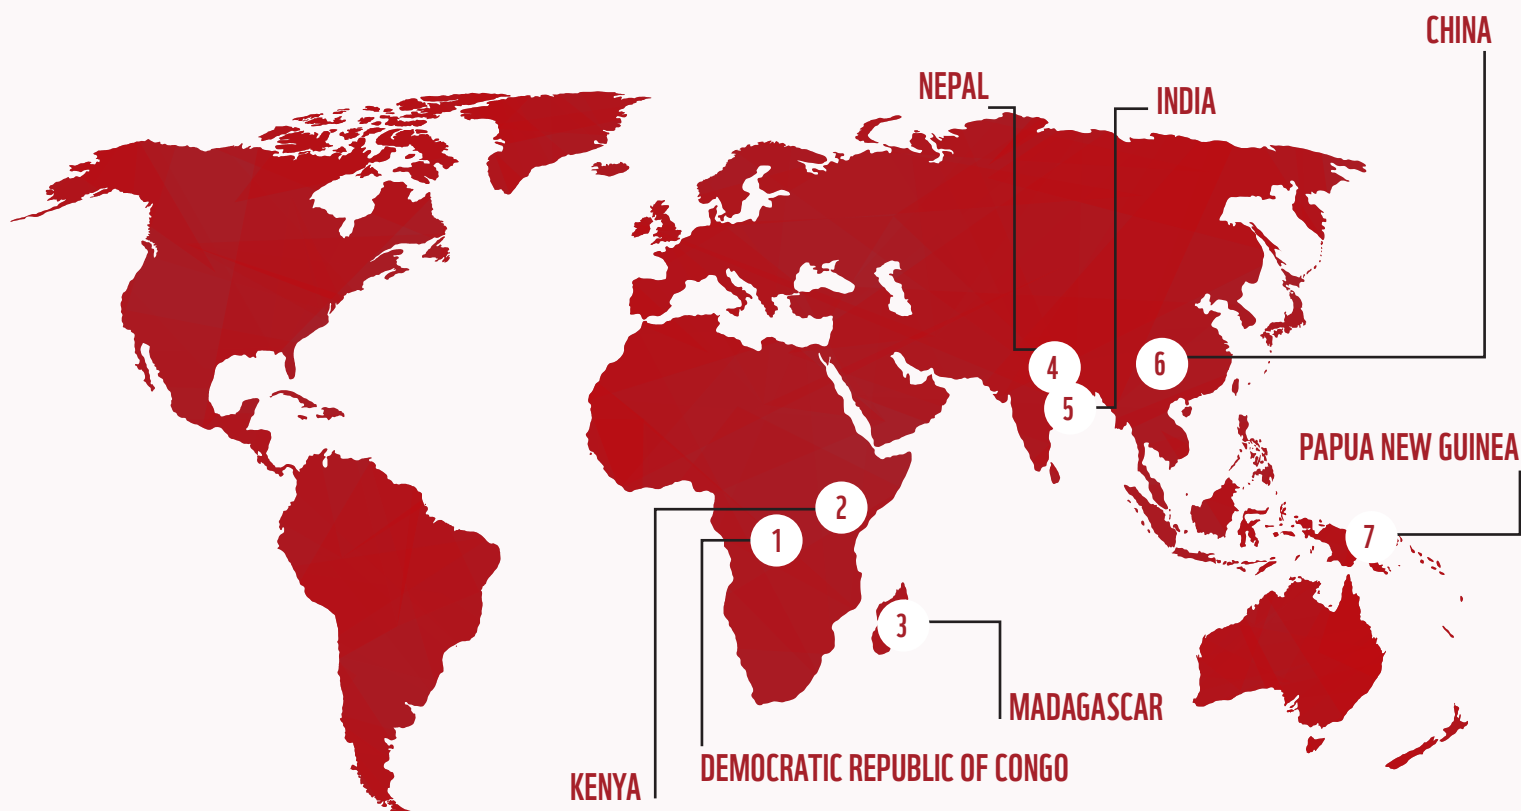 CHINA
NEPAL
INDIA
4
6
5
PAPUA NEW GUINEA
2
1
7
3
MADAGASCAR
DEMOCRATIC REPUBLIC OF CONGO
KENYA